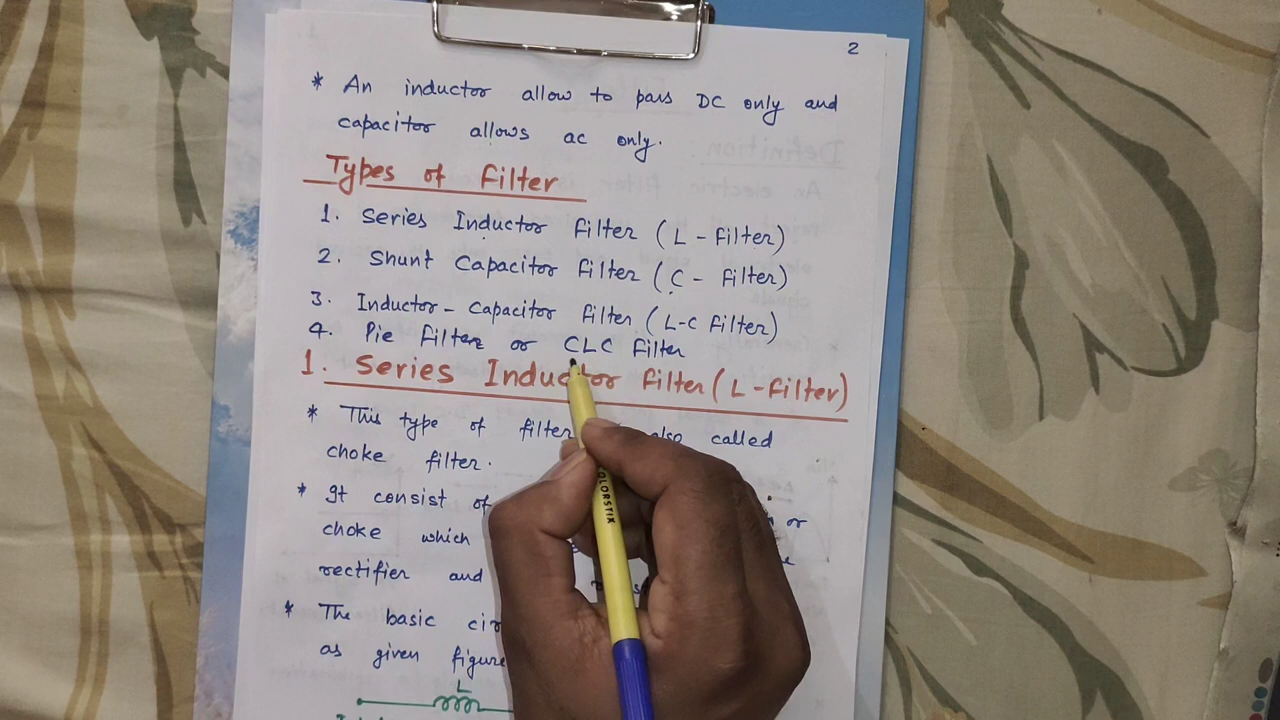 2
* An inductor allow to pass DC only and
capacitor allows ac only.
Types of Filter
1. Series Inductor Filter (L - Filter)
2. Shunt Capacitor Filter (C - Filter)
3. Inductor - Capacitor Filter (L-C Filter)
4. Pie Filter or CLC Filter
1. Series Inductor Filter (L - Filter)
* This type of filter also called
choke filter.
* It consist of or
choke which
rectifier and
* The basic
as given figure
L
COLORSTIX